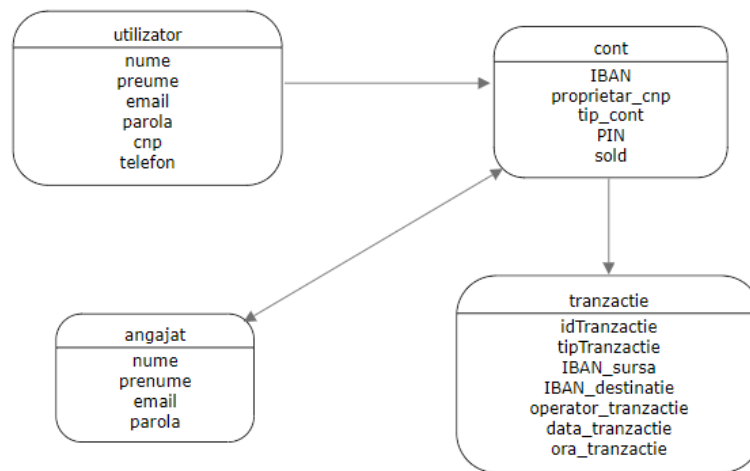 utilizator
nume
preume
email
parola
cnp
telefon
cont
IBAN
proprietar_cnp
tip_cont
PIN
sold
angajat
nume
prenume
email
parola
tranzactie
idTranzactie
tipTranzactie
IBAN_sursa
IBAN_destinatie
operator_tranzactie
data_tranzactie
ora_tranzactie